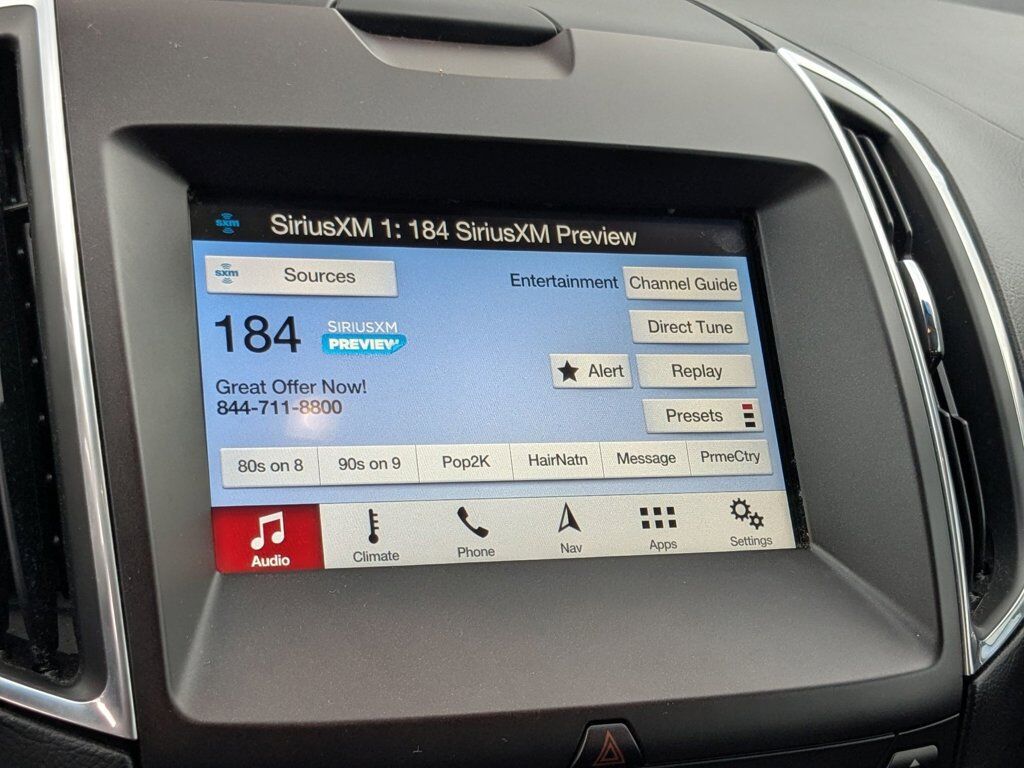 sxm SiriusXM 1: 184 SiriusXM Preview
sxm Sources
Entertainment Channel Guide
184 SIRIUSXM
PREVIEW
Direct Tune
Alert Replay
Great Offer Now!
844-711-8800
Presets
80s on 8 90s on 9 Pop2K HairNatn Message PrmeCtry
Audio Climate Phone Nav Apps Settings